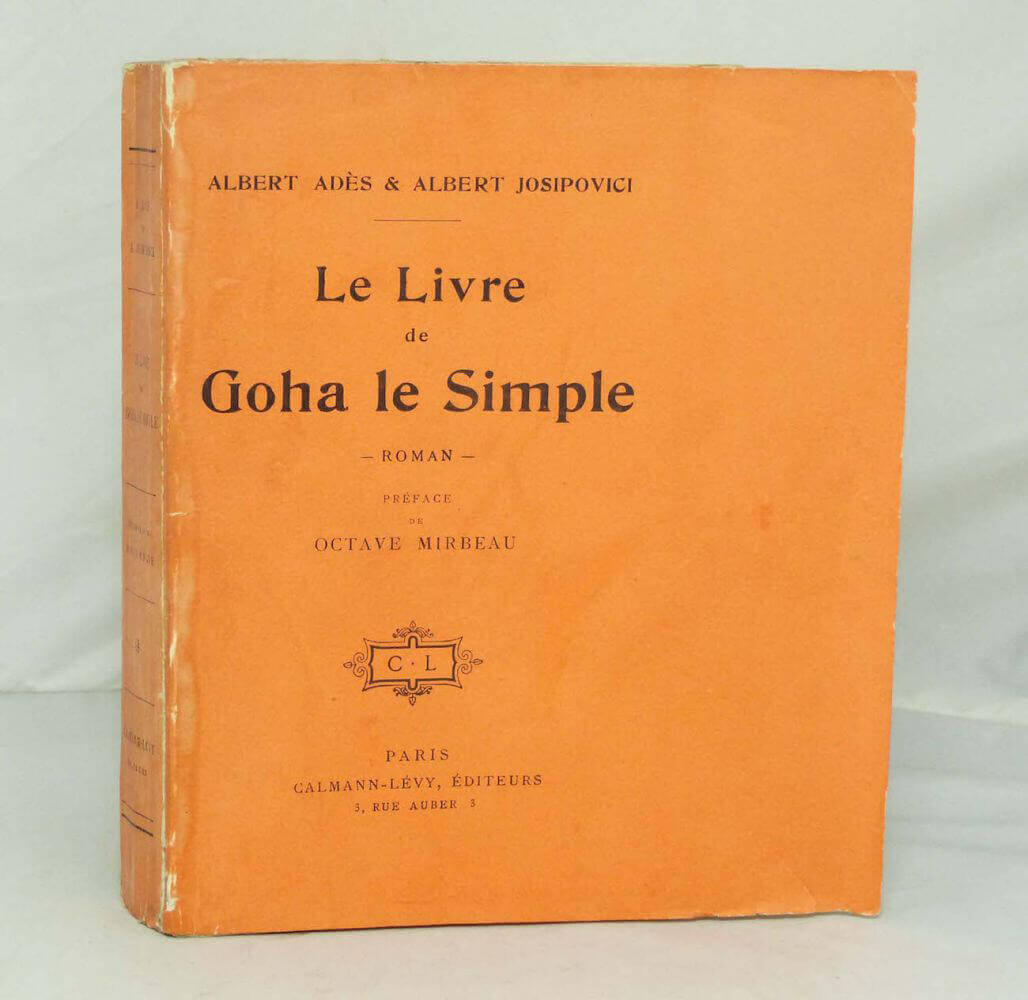 ALBERT ADÈS & ALBERT JOSIPOVICI
Le Livre
de
Goha le Simple
— ROMAN —
PRÉFACE
DE
OCTAVE MIRBEAU
C · L
PARIS
CALMANN-LÉVY, ÉDITEURS
3, RUE AUBER 3